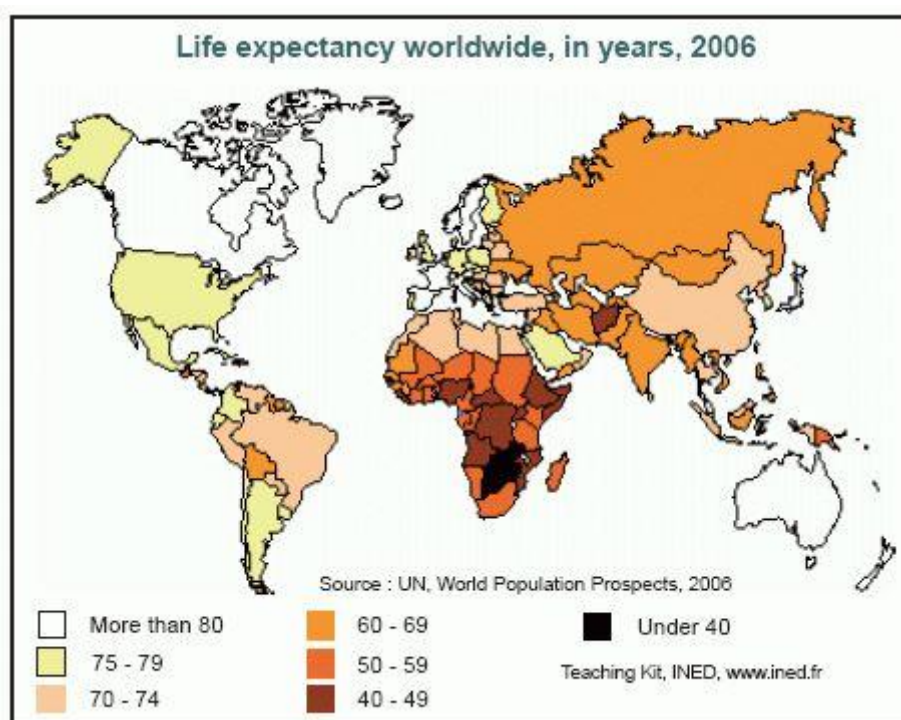 Life expectancy worldwide, in years, 2006
Source : UN, World Population Prospects, 2006
More than 80
60 - 69
Under 40
75 - 79
50 - 59
Teaching Kit, INED, www.ined.fr
70 - 74
40 - 49